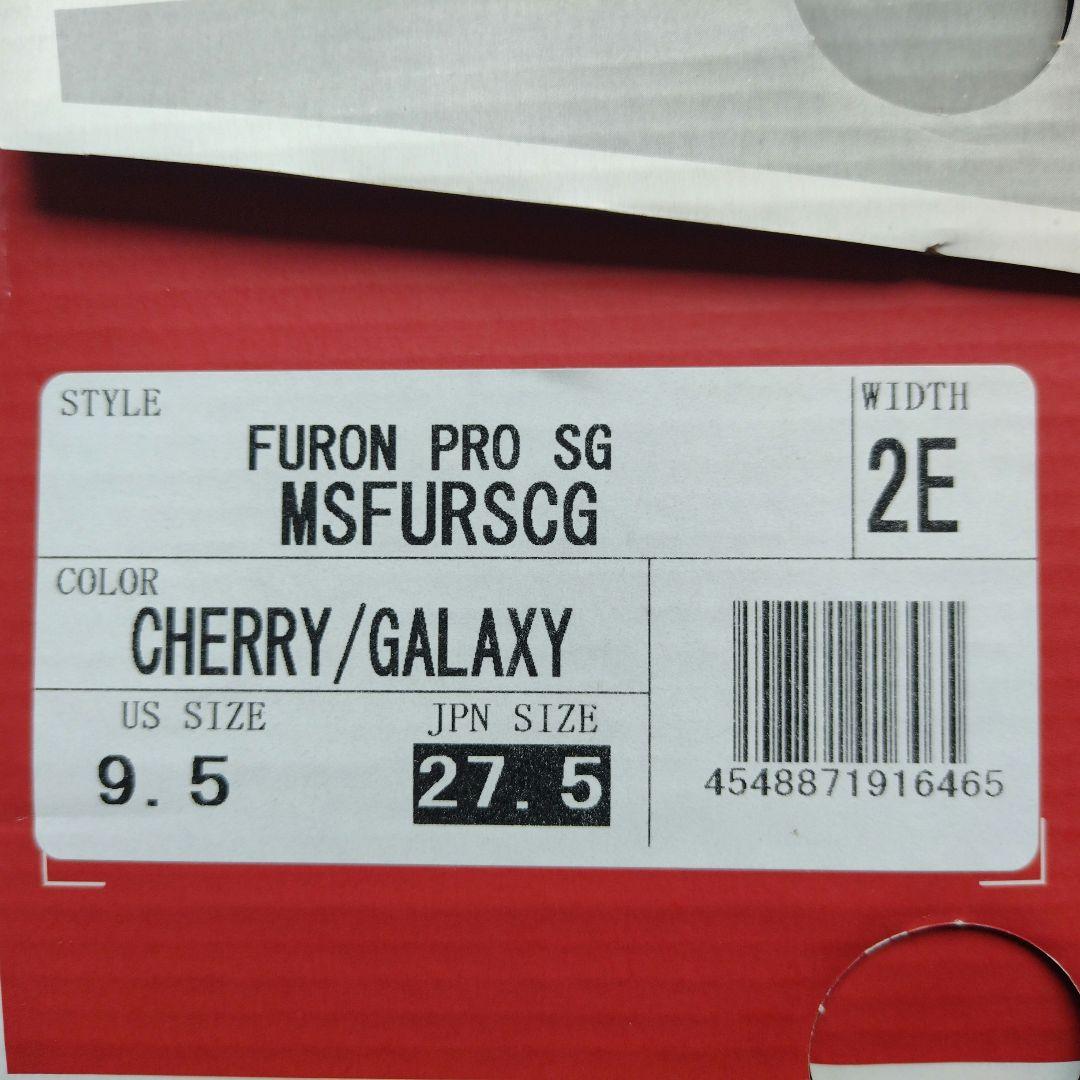 STYLE
FURON PRO SG
MSFURSCG
WIDTH
2E
COLOR
CHERRY/GALAXY
US SIZE
9.5
JPN SIZE
27.5
4548871916465